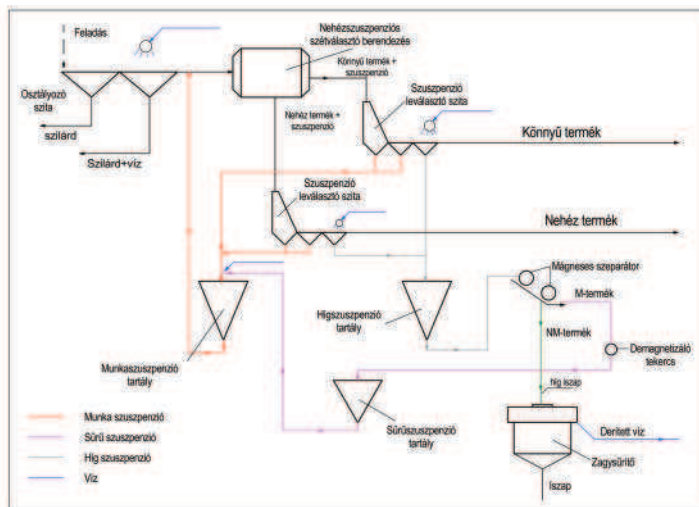 Feladás
Nehézszuszpenziós
szétválasztó berendezés
Könnyű termék +
szuszpenzió
Osztályozó
szita
szilárd
Szilárd+víz
Nehéz termék +
szuszpenzió
Szuszpenzió
leválasztó szita
Könnyű termék
Szuszpenzió
leválasztó szita
Nehéz termék
Mágneses szeparátor
M-termék
NM-termék
Hígszuszpenzió
tartály
Munkaszuszpenzió
tartály
Demagnetizáló
tekercs
híg iszap
Sűrűszuszpenzió
tartály
Derített víz
Zagysűrítő
Iszap
Munka szuszpenzió
Sűrű szuszpenzió
Híg szuszpenzió
Víz